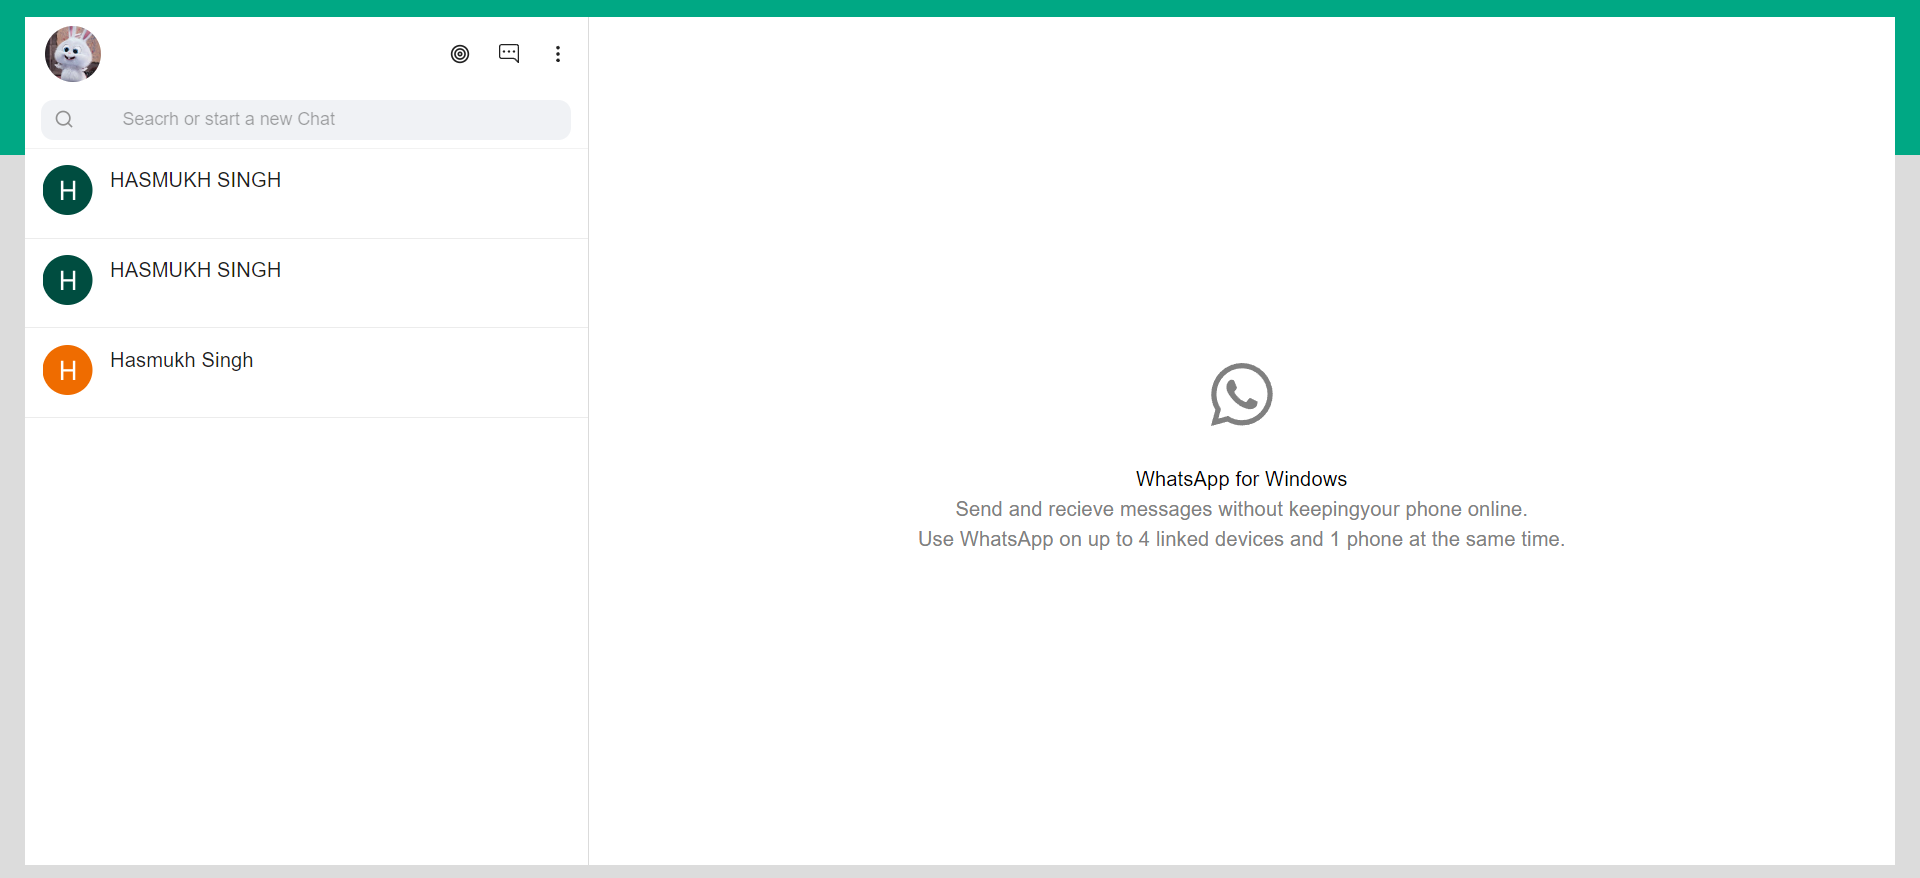 Seacrh or start a new Chat
H
HASMUKH SINGH
H
HASMUKH SINGH
H
Hasmukh Singh
WhatsApp for Windows
Send and recieve messages without keepingyour phone online.
Use WhatsApp on up to 4 linked devices and 1 phone at the same time.